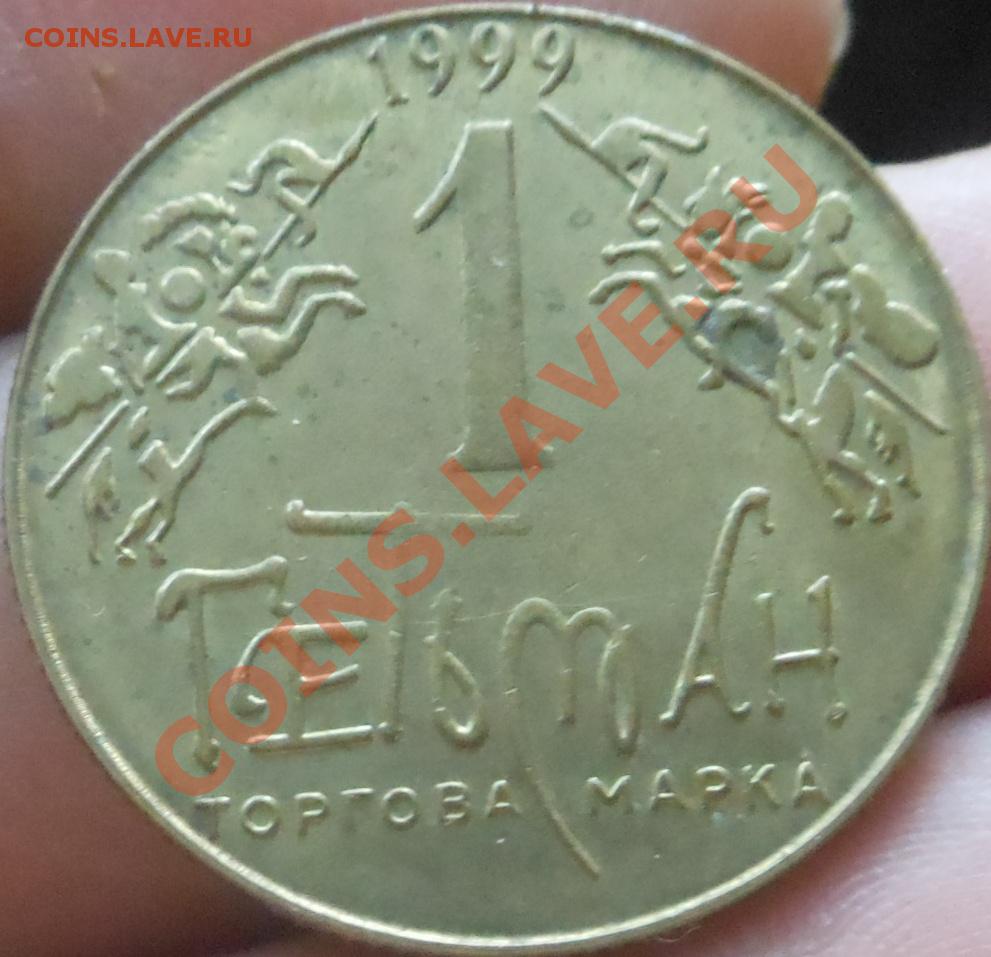 COINS.LAVE.RU
1999
1
ГЕТЬМАН
ТОРГОВА МАРКА
COINS.LAVE.RU